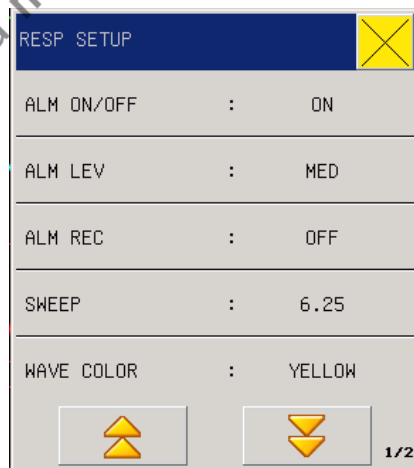 RESP SETUP
ALM ON/OFF : ON
ALM LEV : MED
ALM REC : OFF
SWEEP : 6.25
WAVE COLOR : YELLOW
1/2